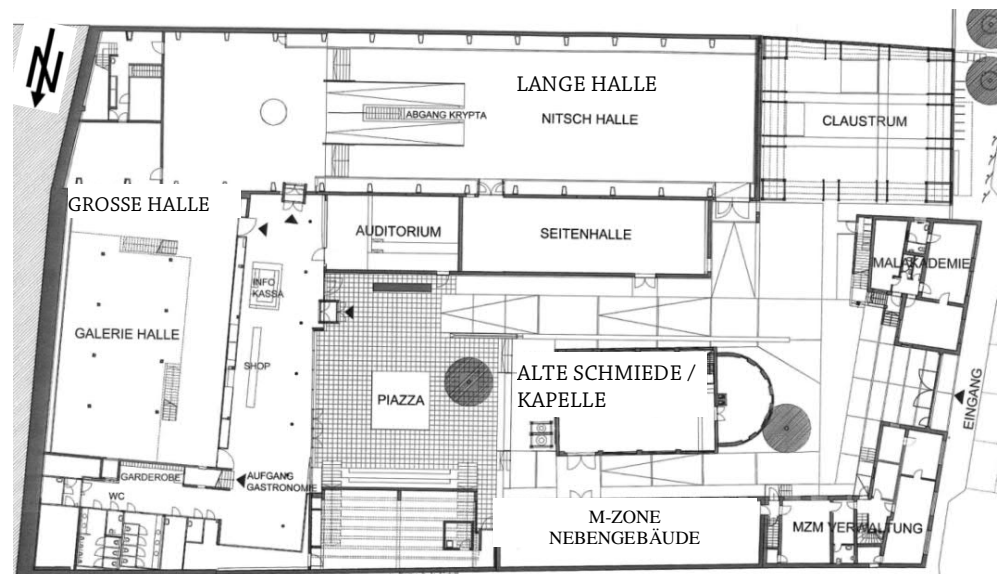 N
LANGE HALLE
NITSCH HALLE
ABGANG KRYPTA
CLAUSTRUM
GROSSE HALLE
AUDITORIUM
SEITENHALLE
MALAKADEMIE
INFO
KASSA
GALERIE HALLE
SHOP
PIAZZA
ALTE SCHMIEDE /
KAPELLE
EINGANG
GARDEROBE
AUFGANG
GASTRONOMIE
WC
M-ZONE
NEBENGEBÄUDE
MZM VERWALTUNG